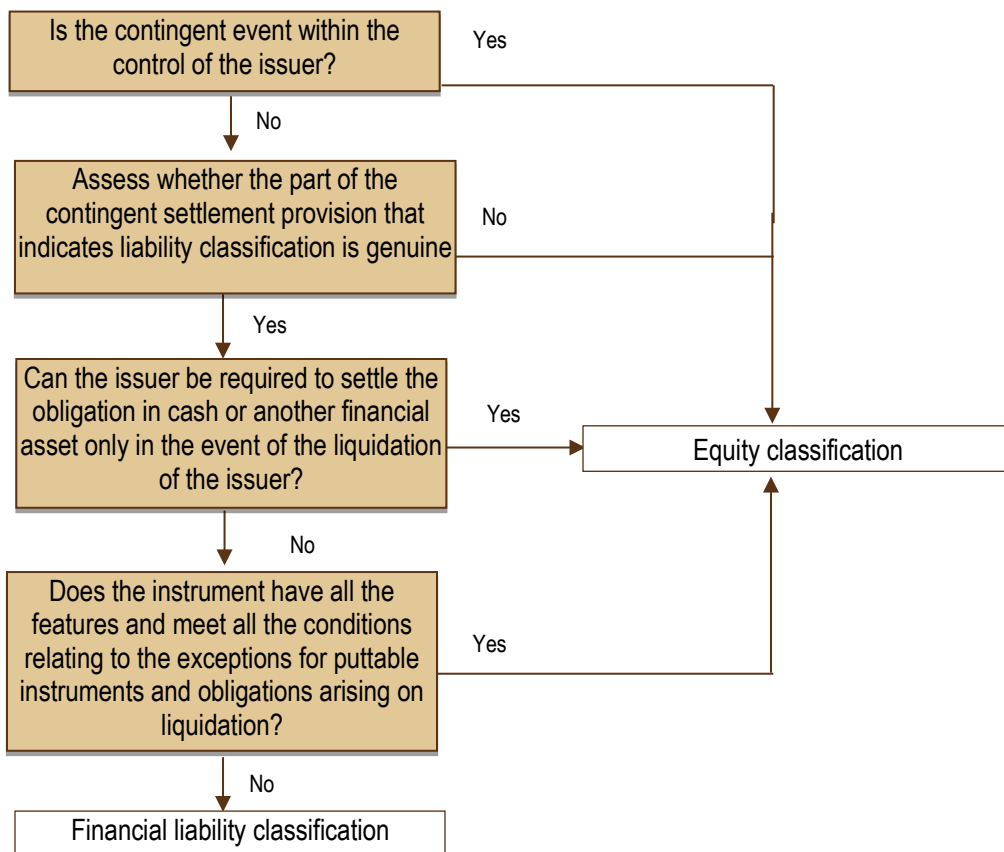 Is the contingent event within the
control of the issuer?
Yes
No
Assess whether the part of the
contingent settlement provision that
indicates liability classification is genuine
No
Yes
Can the issuer be required to settle the
obligation in cash or another financial
asset only in the event of the liquidation
of the issuer?
Yes
Equity classification
No
Does the instrument have all the
features and meet all the conditions
relating to the exceptions for puttable
instruments and obligations arising on
liquidation?
Yes
No
Financial liability classification